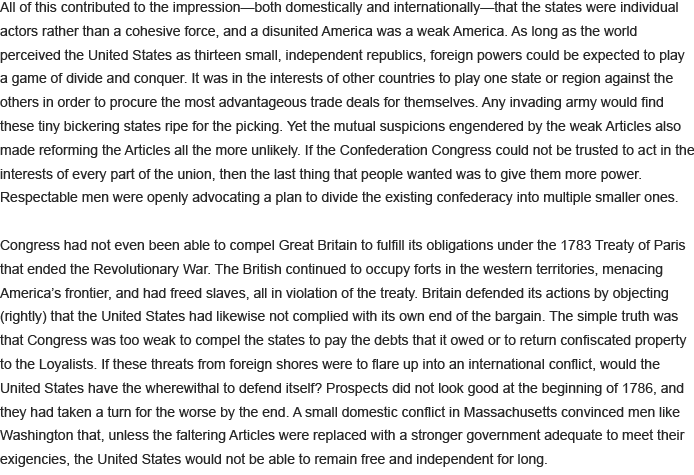 All of this contributed to the impression—both domestically and internationally—that the states were individual
actors rather than a cohesive force, and a disunited America was a weak America. As long as the world
perceived the United States as thirteen small, independent republics, foreign powers could be expected to play
a game of divide and conquer. It was in the interests of other countries to play one state or region against the
others in order to procure the most advantageous trade deals for themselves. Any invading army would find
these tiny bickering states ripe for the picking. Yet the mutual suspicions engendered by the weak Articles also
made reforming the Articles all the more unlikely. If the Confederation Congress could not be trusted to act in the
interests of every part of the union, then the last thing that people wanted was to give them more power.
Respectable men were openly advocating a plan to divide the existing confederacy into multiple smaller ones.
Congress had not even been able to compel Great Britain to fulfill its obligations under the 1783 Treaty of Paris
that ended the Revolutionary War. The British continued to occupy forts in the western territories, menacing
America's frontier, and had freed slaves, all in violation of the treaty. Britain defended its actions by objecting
(rightly) that the United States had likewise not complied with its own end of the bargain. The simple truth was
that Congress was too weak to compel the states to pay the debts that it owed or to return confiscated property
to the Loyalists. If these threats from foreign shores were to flare up into an international conflict, would the
United States have the wherewithal to defend itself? Prospects did not look good at the beginning of 1786, and
they had taken a turn for the worse by the end. A small domestic conflict in Massachusetts convinced men like
Washington that, unless the faltering Articles were replaced with a stronger government adequate to meet their
exigencies, the United States would not be able to remain free and independent for long.